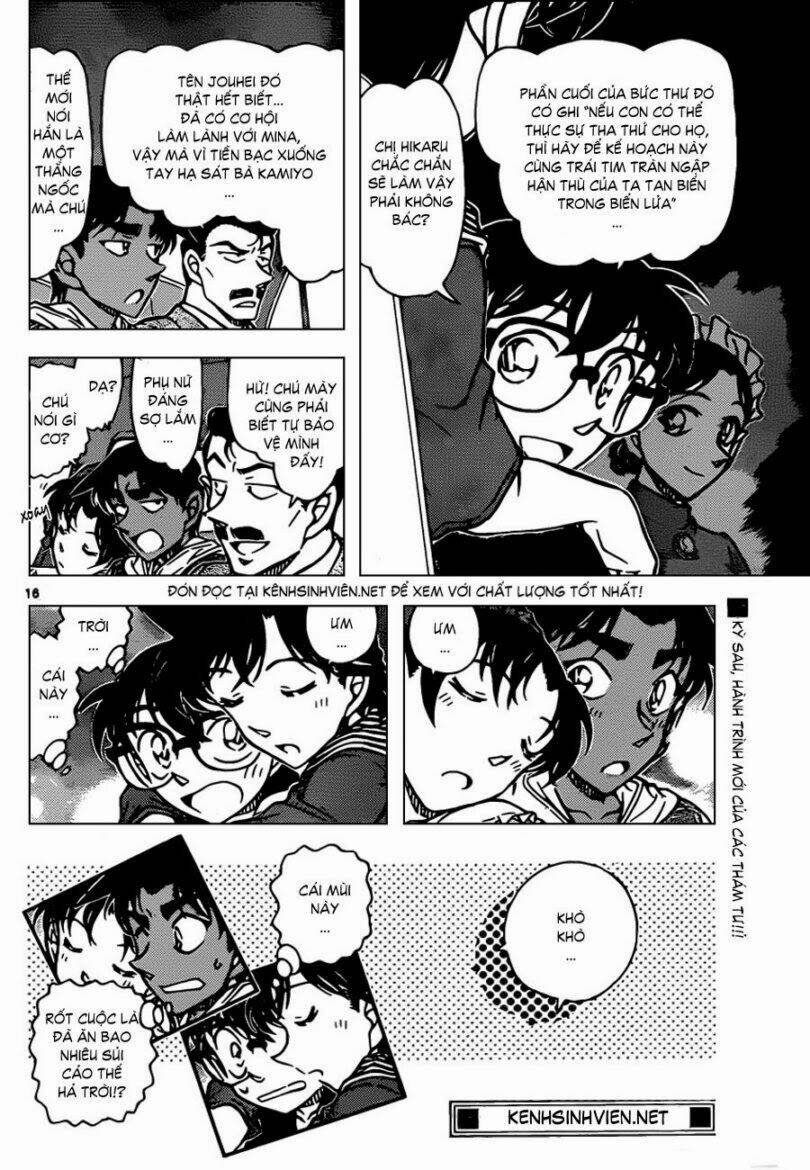 PHẦN CUỐI CỦA BỨC THƯ ĐÓ
CÓ GHI "NẾU CON CÓ THỂ
THỰC SỰ THA THỨ CHO HỌ,
THÌ HÃY ĐỂ KẾ HOẠCH NÀY
CÙNG TRÁI TIM TRÀN NGẬP
HẬN THÙ CỦA TA TAN BIẾN
TRONG BIỂN LỬA"
...
CHỊ HIKARU
CHẮC CHẮN
SẼ LÀM VẬY
PHẢI KHÔNG
BÁC?
TÊN JOUHEI ĐÓ
THẬT HẾT BIẾT...
ĐÃ CÓ CƠ HỘI
LÀM LÀNH VỚI MINA,
VẬY MÀ VÌ TIỀN BẠC XUỐNG
TAY HẠ SÁT BÀ KAMIYO
...
THẾ
MỚI
NÓI
HẮN LÀ
MỘT
THẰNG
NGỐC
MÀ CHÚ
...
HỪ! CHÚ MÀY
CŨNG PHẢI
BIẾT TỰ BẢO
VỆ MÌNH
ĐẤY!
PHỤ NỮ
ĐÁNG
SỢ LẮM
...
DẠ?
CHÚ
NÓI GÌ
CƠ?
XOAY
16
ĐÓN ĐỌC TẠI KÊNHSINHVIÊN.NET ĐỂ XEM VỚI CHẤT LƯỢNG TỐT NHẤT!
ƯM
...
ƯM
...
TRỜI
...
CÁI
NÀY
...
KỲ SAU, HÀNH TRÌNH MỚI CỦA CÁC THÁM TỬ!!!
KHÒ
KHÒ
...
CÁI MÙI
NÀY ...
RỐT CUỘC LÀ
ĐÃ ĂN BAO
NHIÊU SỦI
CẢO THẾ
HẢ TRỜI!?
KENHSINHVIEN.NET